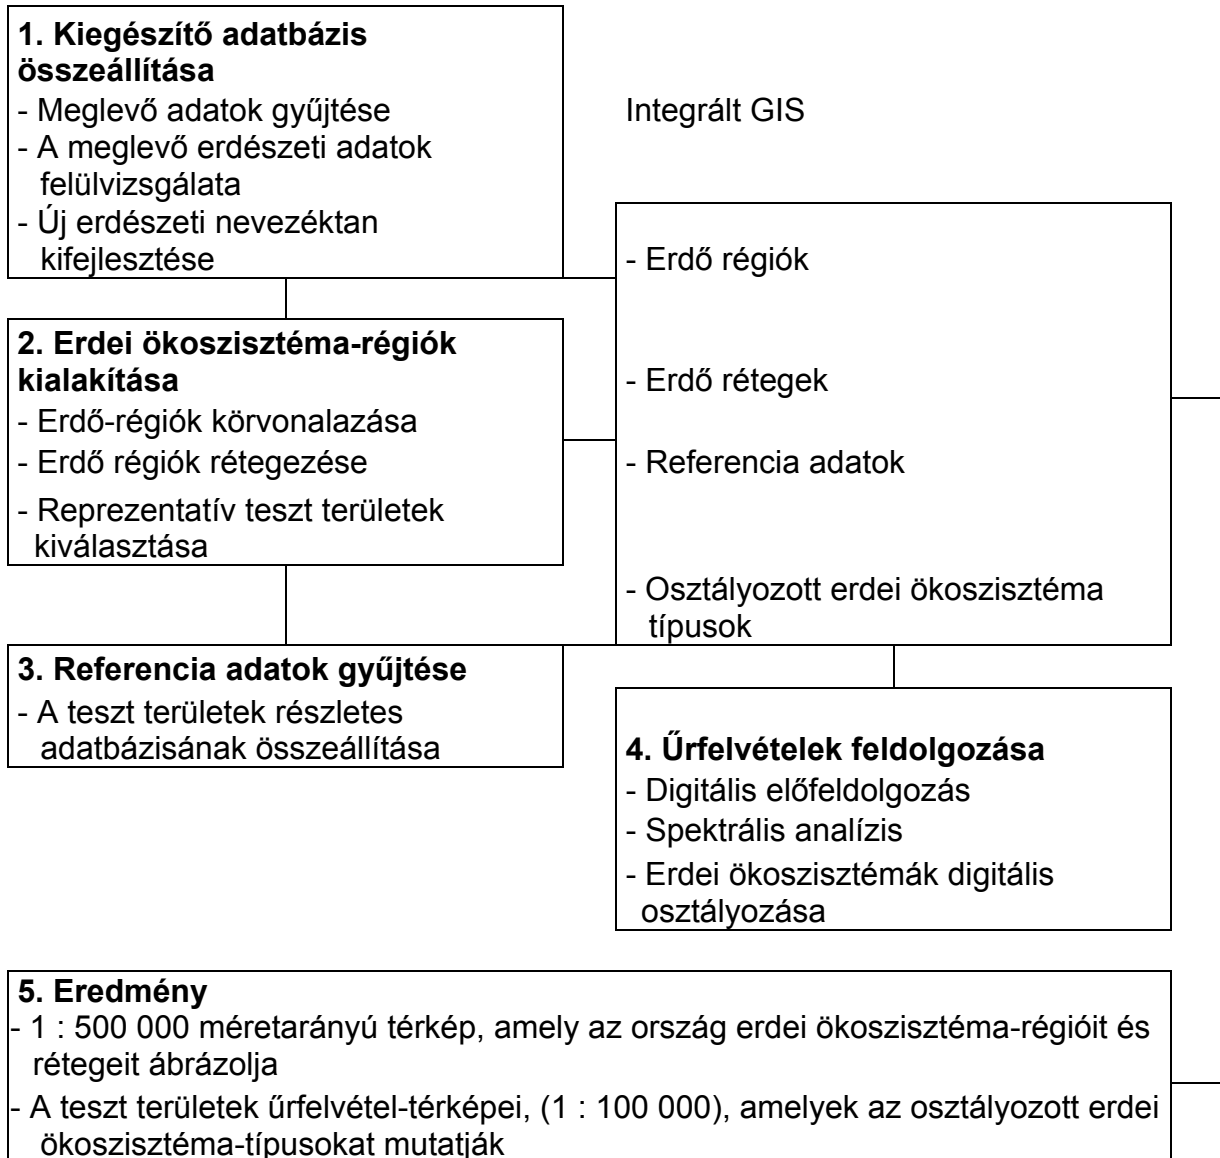 1. Kiegészítő adatbázis
összeállítása
- Meglevő adatok gyűjtése
- A meglevő erdészeti adatok
felülvizsgálata
- Új erdészeti nevezéktan
kifejlesztése
Integrált GIS
- Erdő régiók
- Erdő rétegek
- Referencia adatok
- Osztályozott erdei ökoszisztéma
típusok
2. Erdei ökoszisztéma-régiók
kialakítása
- Erdő-régiók körvonalazása
- Erdő régiók rétegezése
- Reprezentatív teszt területek
kiválasztása
3. Referencia adatok gyűjtése
- A teszt területek részletes
adatbázisának összeállítása
4. Űrfelvételek feldolgozása
- Digitális előfeldolgozás
- Spektrális analízis
- Erdei ökoszisztémák digitális
osztályozása
5. Eredmény
- 1 : 500 000 méretarányú térkép, amely az ország erdei ökoszisztéma-régióit és
rétegeit ábrázolja
- A teszt területek űrfelvétel-térképei, (1 : 100 000), amelyek az osztályozott erdei
ökoszisztéma-típusokat mutatják